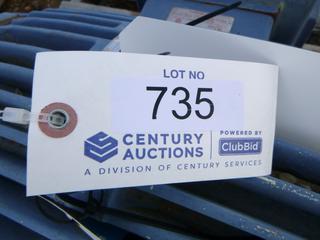 LOT NO
735
CENTURY
AUCTIONS
POWERED BY
ClubBid
A DIVISION OF CENTURY SERVICES